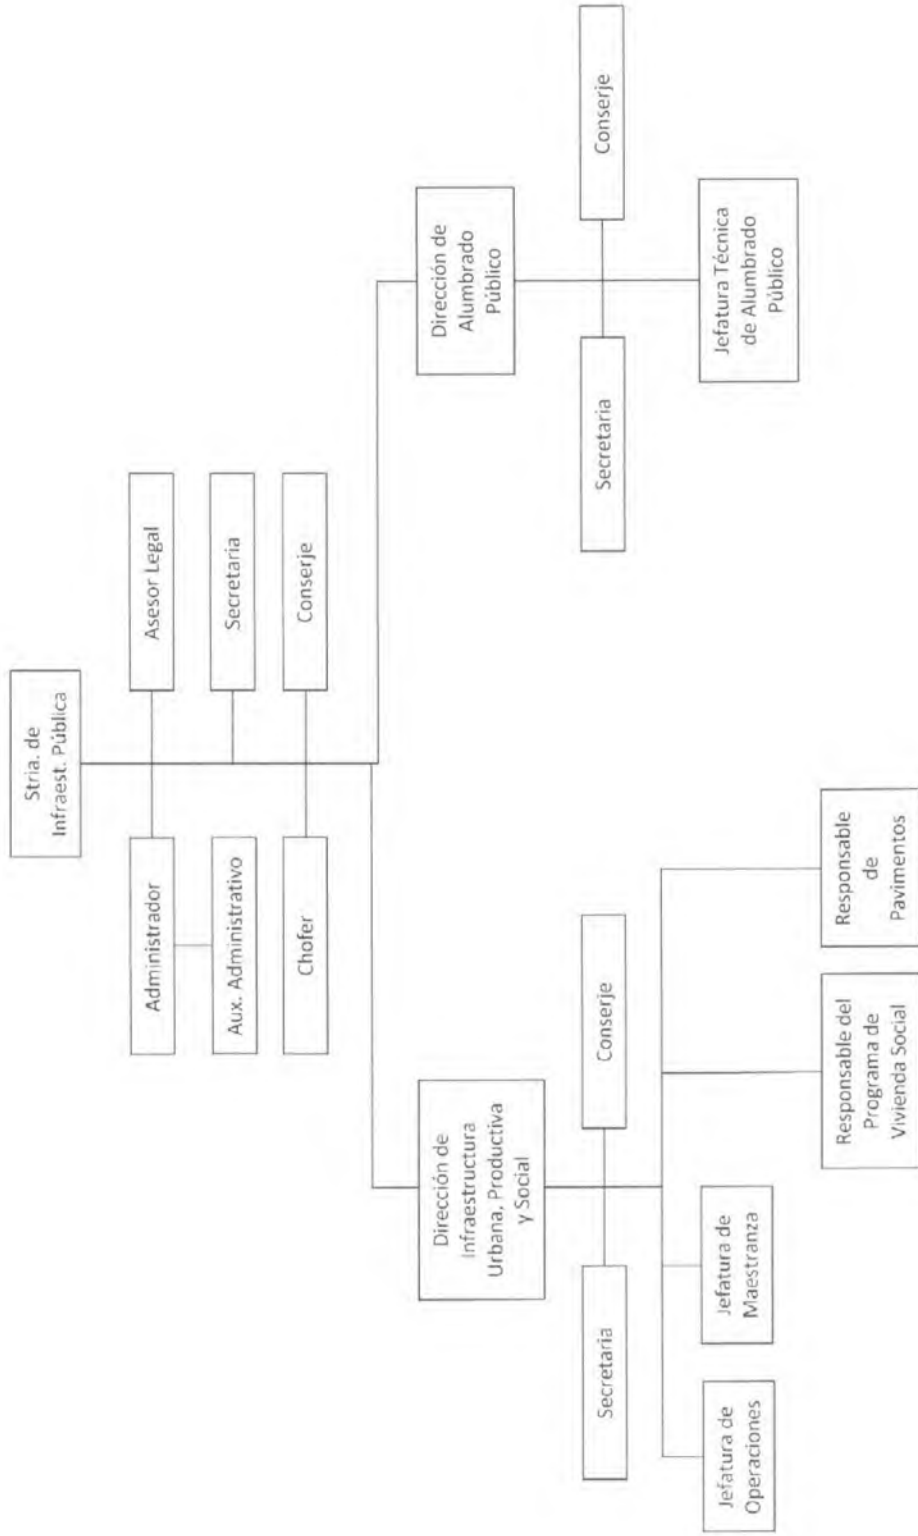 Stria. de
Infraest. Pública
Administrador
Asesor Legal
Aux. Administrativo
Secretaria
Chofer
Conserje
Dirección de
Infraestructura
Urbana, Productiva
y Social
Dirección de
Alumbrado
Público
Secretaria
Conserje
Secretaria
Conserje
Jefatura de
Operaciones
Jefatura de
Maestranza
Jefatura Técnica
de Alumbrado
Público
Responsable del
Programa de
Vivienda Social
Responsable
de
Pavimentos